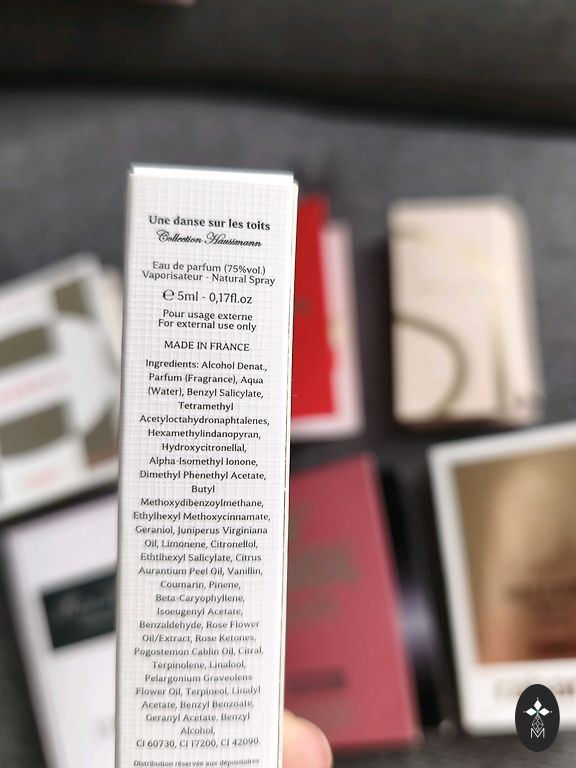 Une danse sur les toits
Collection Haussmann
Eau de parfum (75%vol.)
Vaporisateur - Natural Spray
℮ 5ml - 0,17fl.oz
Pour usage externe
For external use only
MADE IN FRANCE
Ingredients: Alcohol Denat.,
Parfum (Fragrance), Aqua
(Water), Benzyl Salicylate,
Tetramethyl
Acetyloctahydronaphtalenes,
Hexamethylindanopyran,
Hydroxycitronellal,
Alpha-Isomethyl Ionone,
Dimethyl Phenethyl Acetate,
Butyl
Methoxydibenzoylmethane,
Ethylhexyl Methoxycinnamate,
Geraniol, Juniperus Virginiana
Oil, Limonene, Citronellol,
Ethtlhexyl Salicylate, Citrus
Aurantium Peel Oil, Vanillin,
Coumarin, Pinene,
Beta-Caryophyllene,
Isoeugenyl Acetate,
Benzaldehyde, Rose Flower
Oil/Extract, Rose Ketones,
Pogostemon Cablin Oil, Citral,
Terpinolene, Linalool,
Pelargonium Graveolens
Flower Oil, Terpineol, Linalyl
Acetate, Benzyl Benzoate,
Geranyl Acetate, Benzyl
Alcohol,
CI 60730, CI 17200, CI 42090
Distribution réservée aux dépositaires
M